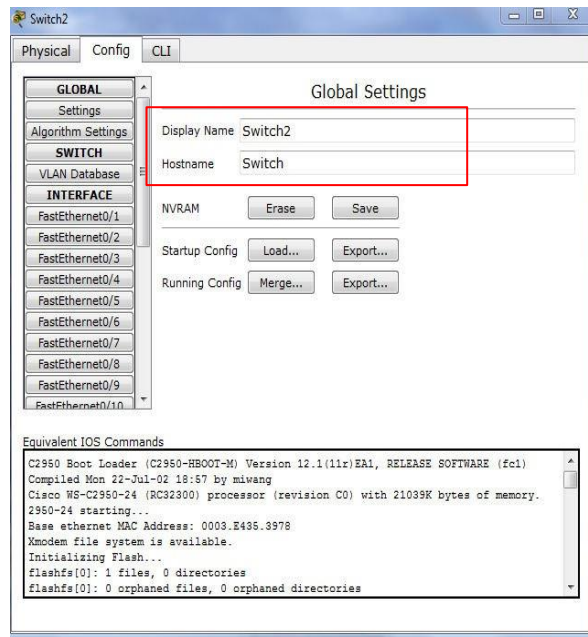 Switch2
Physical Config CLI
GLOBAL
Settings
Algorithm Settings
SWITCH
VLAN Database
INTERFACE
FastEthernet0/1
FastEthernet0/2
FastEthernet0/3
FastEthernet0/4
FastEthernet0/5
FastEthernet0/6
FastEthernet0/7
FastEthernet0/8
FastEthernet0/9
FastEthernet0/10
Global Settings
Display Name Switch2
Hostname Switch
NVRAM Erase Save
Startup Config Load... Export...
Running Config Merge... Export...
Equivalent IOS Commands
C2950 Boot Loader (C2950-HBOOT-M) Version 12.1(11r)EA1, RELEASE SOFTWARE (fc1)
Compiled Mon 22-Jul-02 18:57 by miwang
Cisco WS-C2950-24 (RC32300) processor (revision C0) with 21039K bytes of memory.
2950-24 starting...
Base ethernet MAC Address: 0003.E435.3978
Xmodem file system is available.
Initializing Flash...
flashfs[0]: 1 files, 0 directories
flashfs[0]: 0 orphaned files, 0 orphaned directories